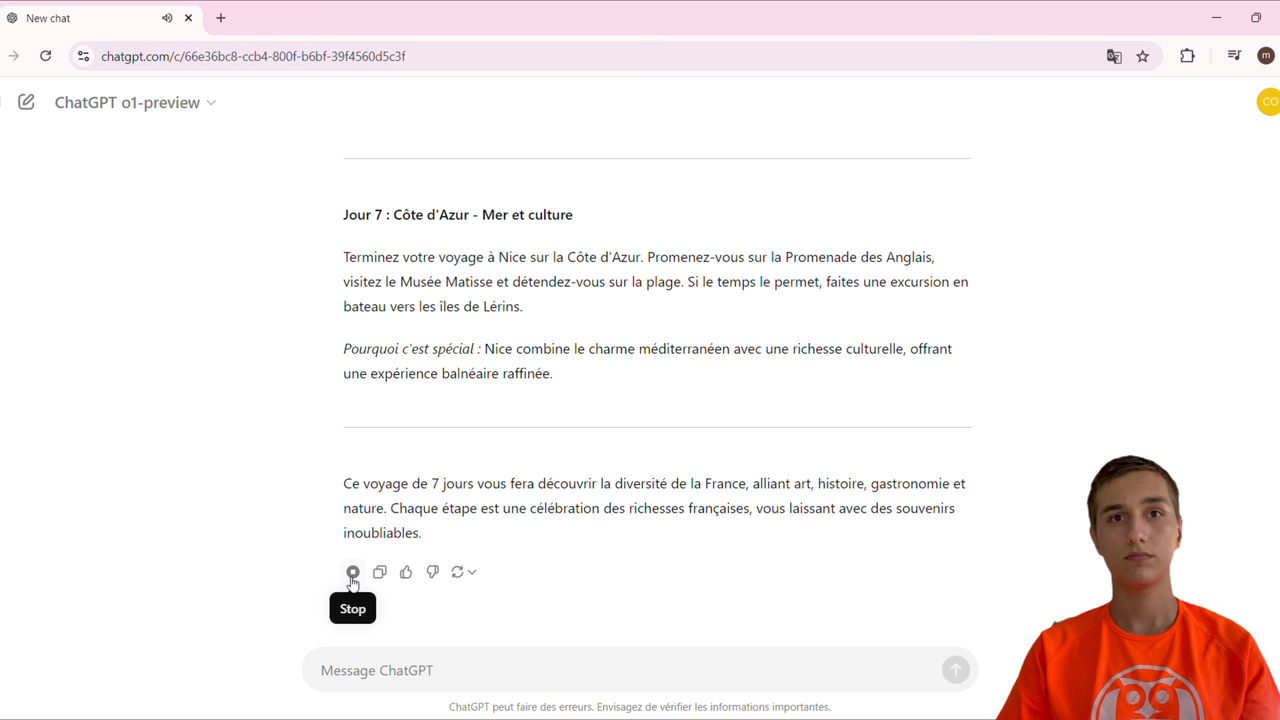 New chat
chatgpt.com/c/66e36bc8-ccb4-800f-b6bf-39f4560d5c3f
m
ChatGPT o1-preview
CO
Jour 7 : Côte d'Azur - Mer et culture
Terminez votre voyage à Nice sur la Côte d'Azur. Promenez-vous sur la Promenade des Anglais,
visitez le Musée Matisse et détendez-vous sur la plage. Si le temps le permet, faites une excursion en
bateau vers les îles de Lérins.
Pourquoi c'est spécial : Nice combine le charme méditerranéen avec une richesse culturelle, offrant
une expérience balnéaire raffinée.
Ce voyage de 7 jours vous fera découvrir la diversité de la France, alliant art, histoire, gastronomie et
nature. Chaque étape est une célébration des richesses françaises, vous laissant avec des souvenirs
inoubliables.
Stop
Message ChatGPT
ChatGPT peut faire des erreurs. Envisagez de vérifier les informations importantes.